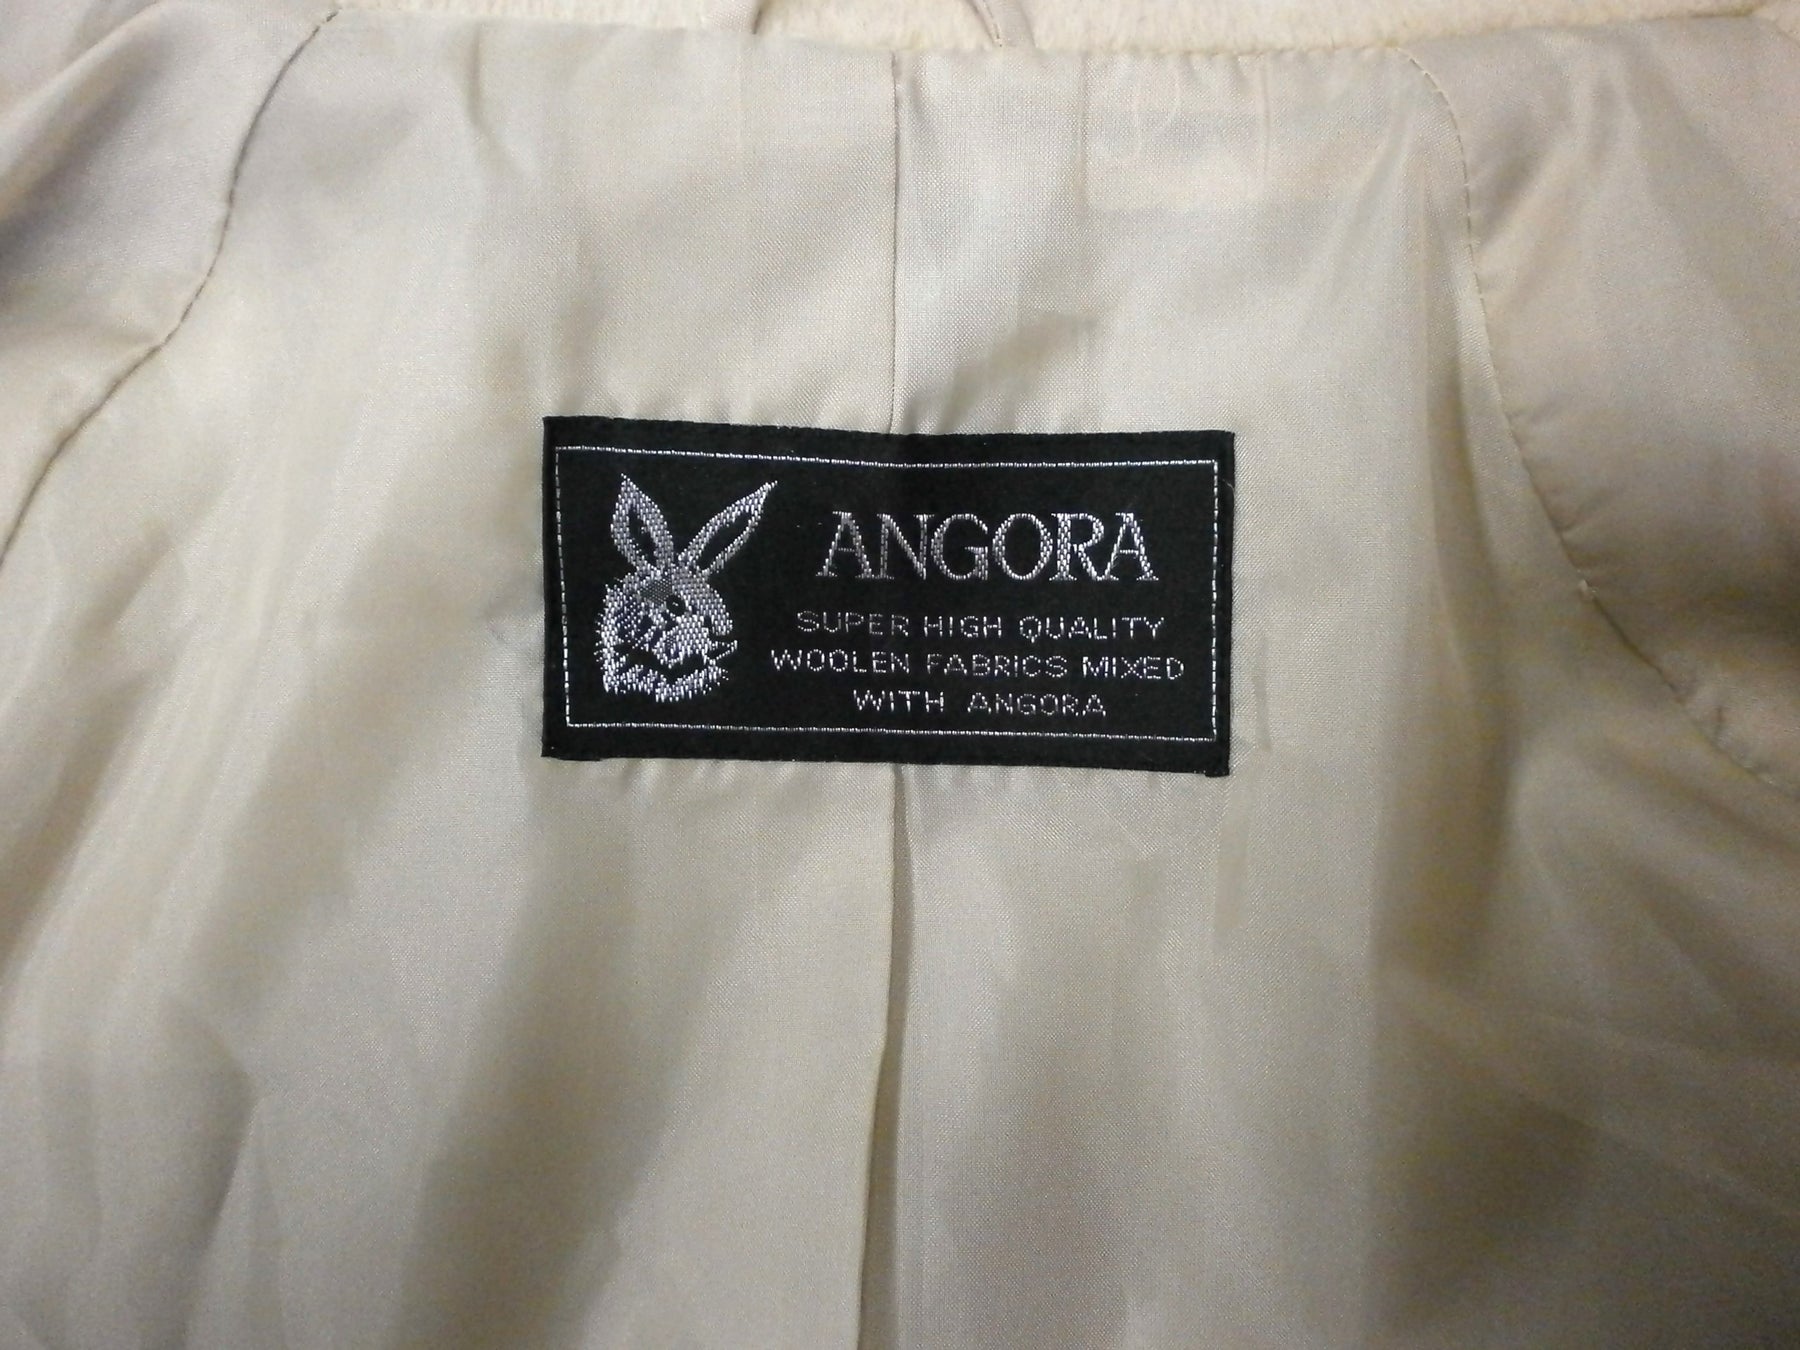 ANGORA
SUPER HIGH QUALITY
WOOLEN FABRICS MIXED
WITH ANGORA